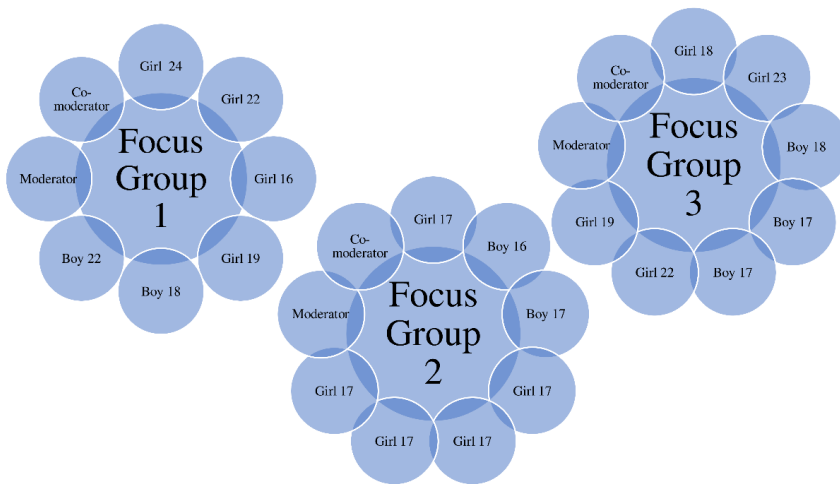 Focus
Group
1
Girl 24
Girl 22
Girl 16
Girl 19
Boy 18
Boy 22
Moderator
Co-
moderator
Focus
Group
2
Girl 17
Boy 16
Boy 17
Girl 17
Girl 17
Girl 17
Girl 17
Moderator
Co-
moderator
Focus
Group
3
Girl 18
Girl 23
Boy 18
Boy 17
Boy 17
Girl 22
Girl 19
Moderator
Co-
moderator